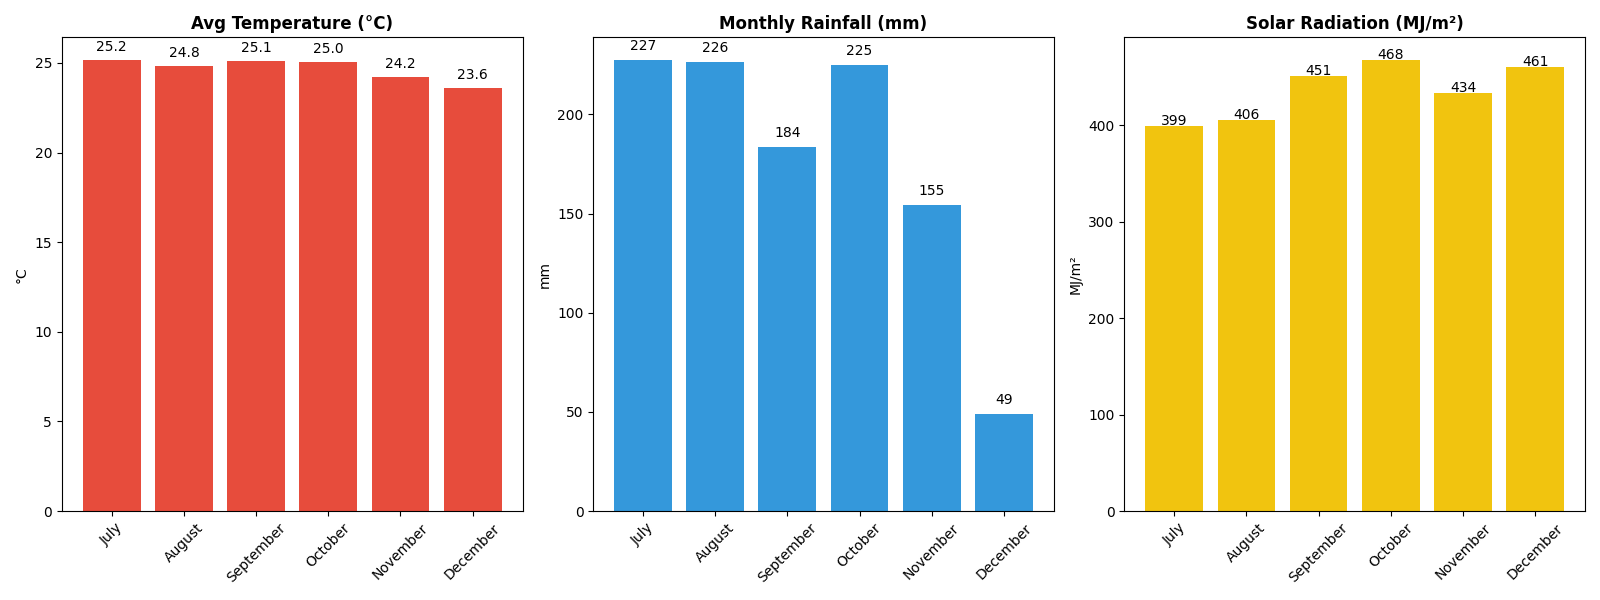 Avg Temperature (°C)
25.2
24.8
25.1
25.0
24.2
23.6
25
20
15
10
5
0
°C
July
August
September
October
November
December
Monthly Rainfall (mm)
227
226
184
225
155
49
200
150
100
50
0
mm
July
August
September
October
November
December
Solar Radiation (MJ/m²)
399
406
451
468
434
461
400
300
200
100
0
MJ/m²
July
August
September
October
November
December